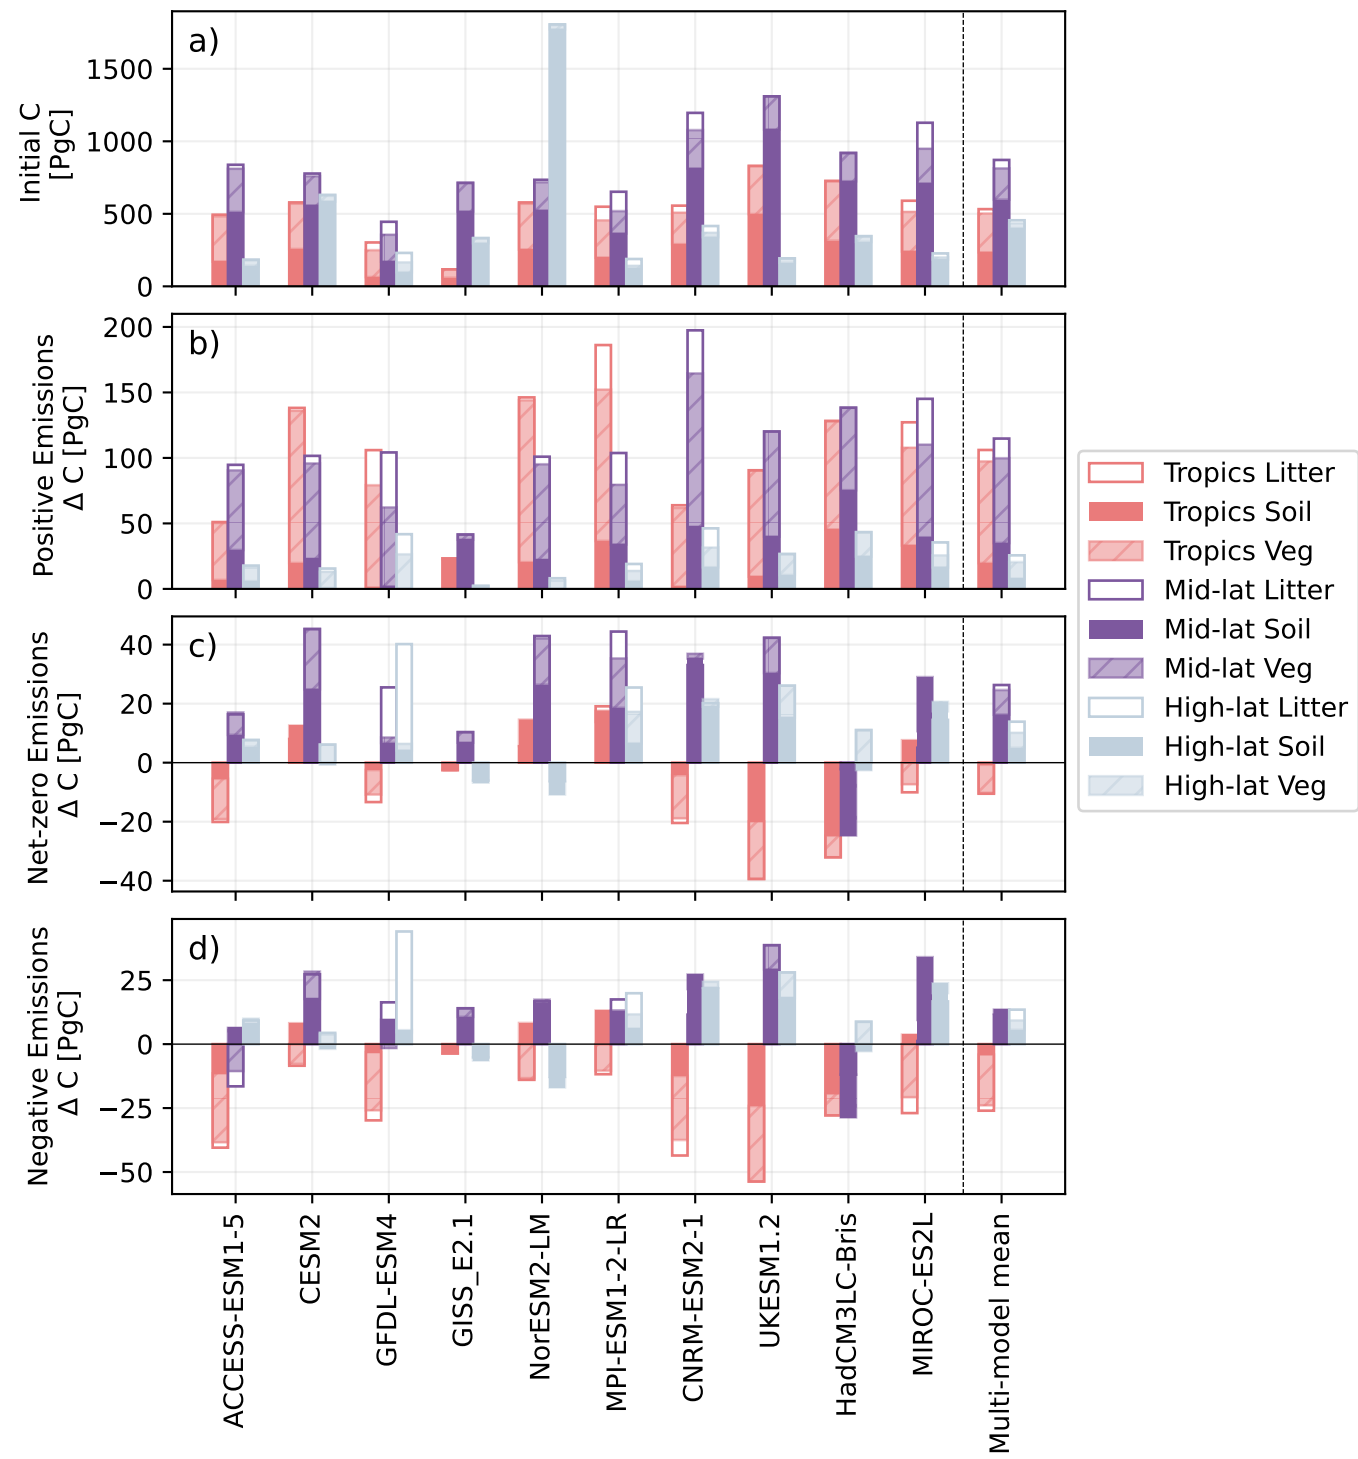 a)
Initial C
[PgC]
1500
1000
500
0
b)
Positive Emissions
Δ C [PgC]
200
150
100
50
0
c)
Net-zero Emissions
Δ C [PgC]
40
20
0
−20
−40
d)
Negative Emissions
Δ C [PgC]
25
0
−25
−50
ACCESS-ESM1-5
CESM2
GFDL-ESM4
GISS_E2.1
NorESM2-LM
MPI-ESM1-2-LR
CNRM-ESM2-1
UKESM1.2
HadCM3LC-Bris
MIROC-ES2L
Multi-model mean
Tropics Litter
Tropics Soil
Tropics Veg
Mid-lat Litter
Mid-lat Soil
Mid-lat Veg
High-lat Litter
High-lat Soil
High-lat Veg